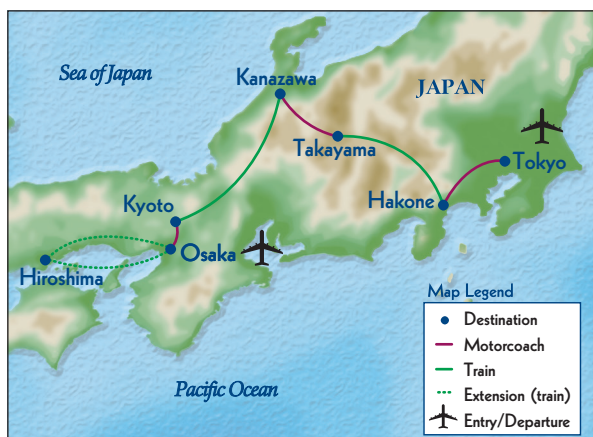 Sea of Japan
Kanazawa
JAPAN
Takayama
Tokyo
Hakone
Kyoto
Osaka
Hiroshima
Map Legend
Destination
Motorcoach
Train
Extension (train)
Entry/Departure
Pacific Ocean